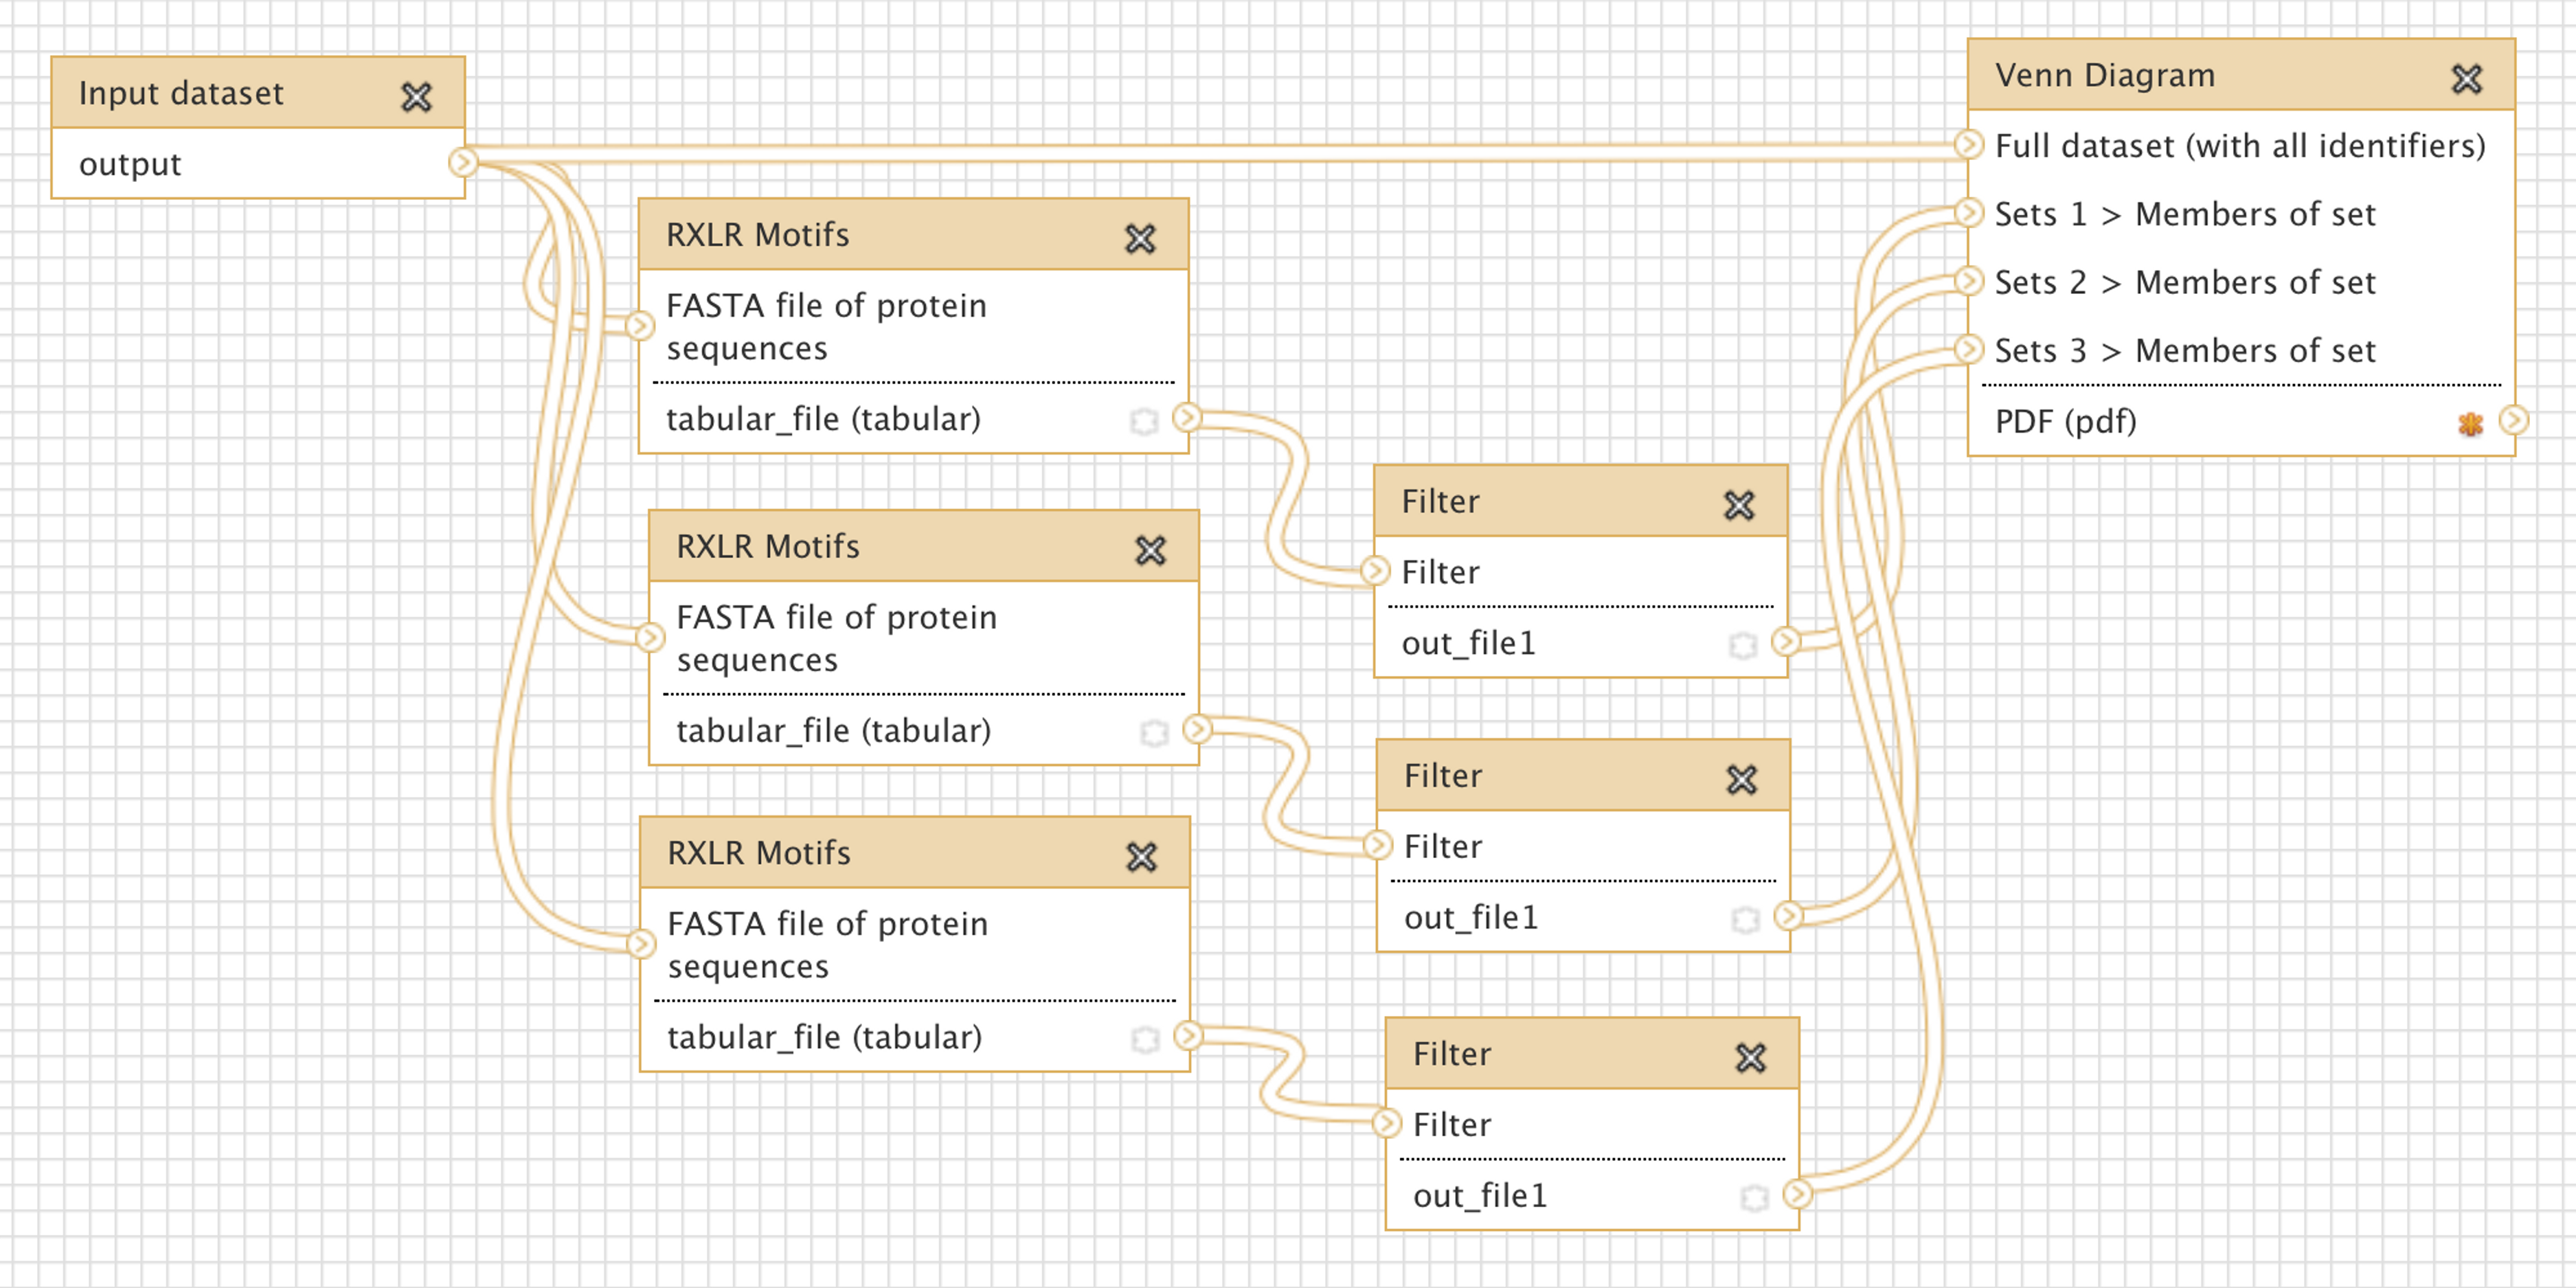 Input dataset
output
RXLR Motifs
FASTA file of protein
sequences
tabular_file (tabular)
RXLR Motifs
FASTA file of protein
sequences
tabular_file (tabular)
RXLR Motifs
FASTA file of protein
sequences
tabular_file (tabular)
Filter
Filter
out_file1
Filter
Filter
out_file1
Filter
Filter
out_file1
Venn Diagram
Full dataset (with all identifiers)
Sets 1 > Members of set
Sets 2 > Members of set
Sets 3 > Members of set
PDF (pdf)